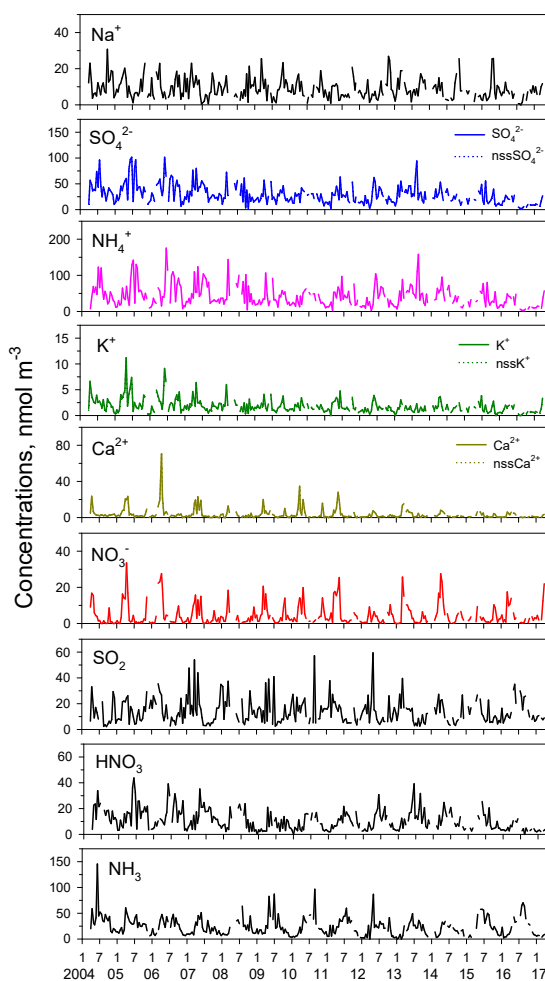 Concentrations, nmol m⁻³
Na⁺
40
20
0
SO₄²⁻
SO₄²⁻
nssSO₄²⁻
150
100
50
0
NH₄⁺
200
100
0
K⁺
K⁺
nssK⁺
15
10
5
0
Ca²⁺
Ca²⁺
nssCa²⁺
80
40
0
NO₃⁻
40
20
0
SO₂
60
40
20
0
HNO₃
60
40
20
0
NH₃
150
100
50
0
1 7 1 7 1 7 1 7 1 7 1 7 1 7 1 7 1 7 1 7 1 7 1 7 1 7 1
2004 05 06 07 08 09 10 11 12 13 14 15 16 17